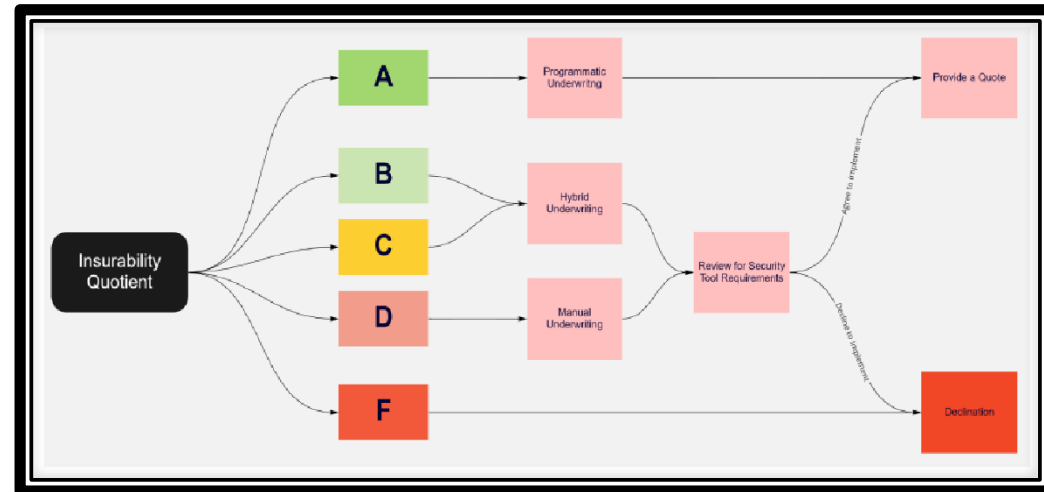 A
Programmatic
Underwritng
Provide a Quote
B
Hybrid
Underwriting
C
Insurability
Quotient
Review for Security
Tool Requirements
Agree to Implement
D
Manual
Underwriting
Decline to Implement
F
Declination